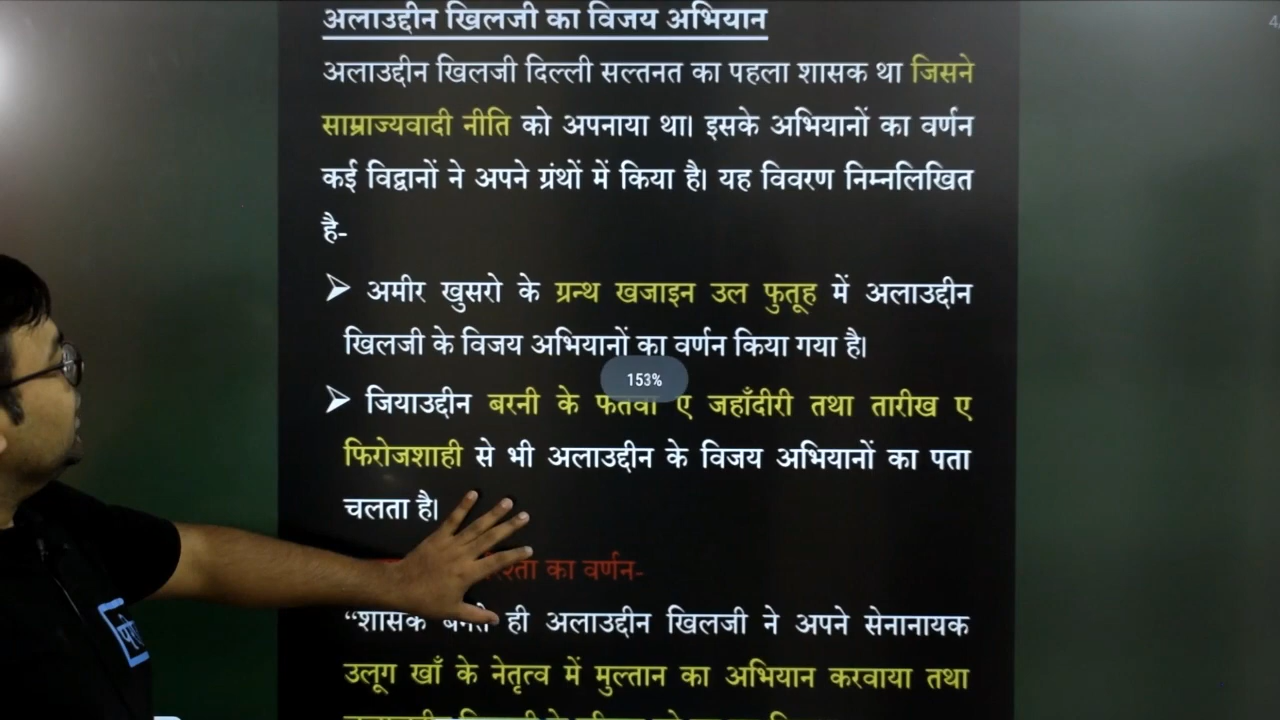 अलाउद्दीन खिलजी का विजय अभियान
अलाउद्दीन खिलजी दिल्ली सल्तनत का पहला शासक था जिसने
साम्राज्यवादी नीति को अपनाया था। इसके अभियानों का वर्णन
कई विद्वानों ने अपने ग्रंथों में किया है। यह विवरण निम्नलिखित
है-
➢ अमीर खुसरो के ग्रन्थ खजाइन उल फुतूह में अलाउद्दीन
खिलजी के विजय अभियानों का वर्णन किया गया है।
153%
➢ जियाउद्दीन बरनी के फतवा ए जहाँदीरी तथा तारीख ए
फिरोजशाही से भी अलाउद्दीन के विजय अभियानों का पता
चलता है।
का वर्णन-
“शासक बनते ही अलाउद्दीन खिलजी ने अपने सेनानायक
उलूग खाँ के नेतृत्व में मुल्तान का अभियान करवाया तथा